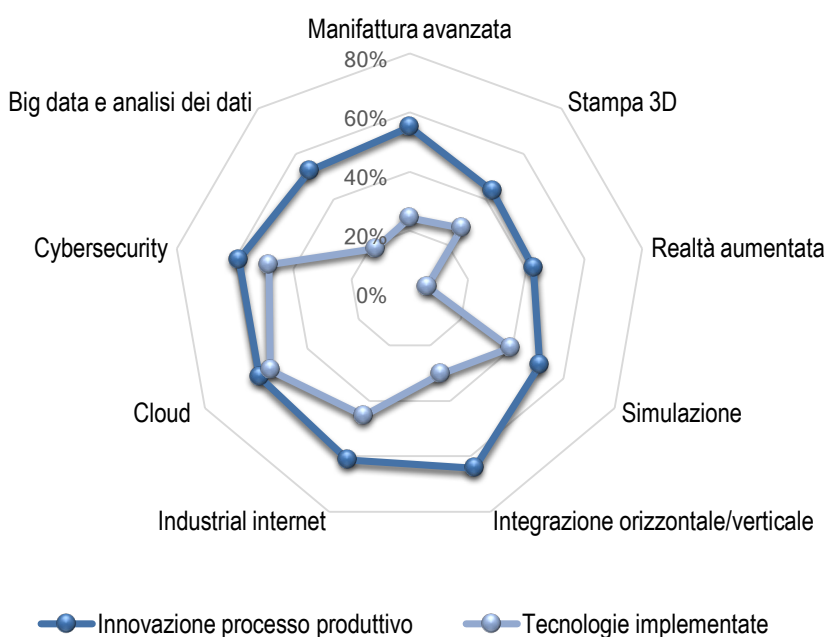 Manifattura avanzata
80%
Big data e analisi dei dati
Stampa 3D
60%
40%
Cybersecurity
20%
Realtà aumentata
0%
Cloud
Simulazione
Industrial internet
Integrazione orizzontale/verticale
Innovazione processo produttivo
Tecnologie implementate